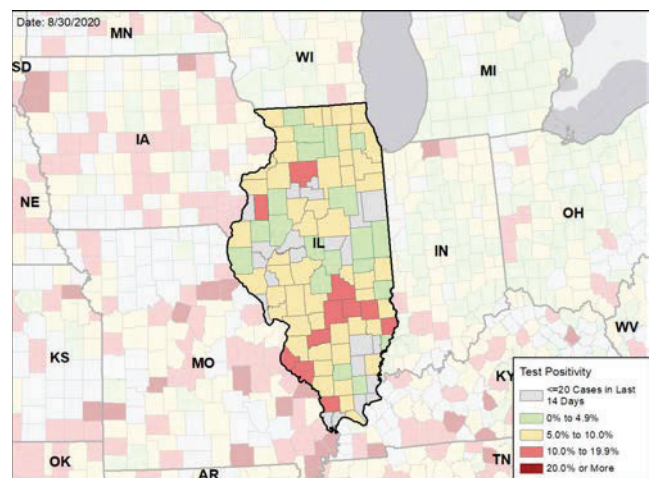 Date: 8/30/2020
MN
SD
WI
MI
IA
NE
OH
IL
IN
WV
KS
MO
KY
OK
AR
TN
Test Positivity
<=20 Cases in Last
14 Days
0% to 4.9%
5.0% to 10.0%
10.0% to 19.9%
20.0% or More